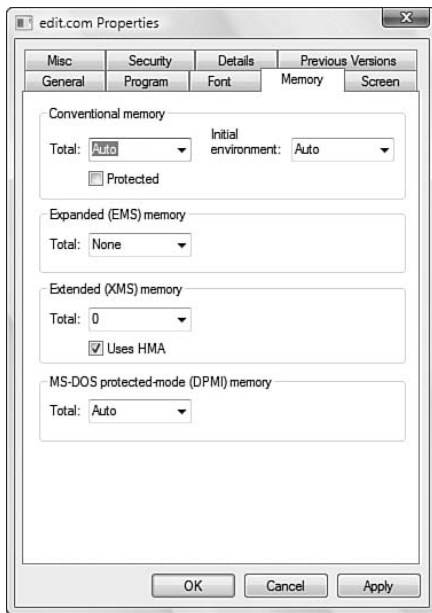 edit.com Properties
Misc Security Details Previous Versions
General Program Font Memory Screen
Conventional memory
Total: Auto Initial environment: Auto
Protected
Expanded (EMS) memory
Total: None
Extended (XMS) memory
Total: 0
Uses HMA
MS-DOS protected-mode (DPMI) memory
Total: Auto
OK Cancel Apply